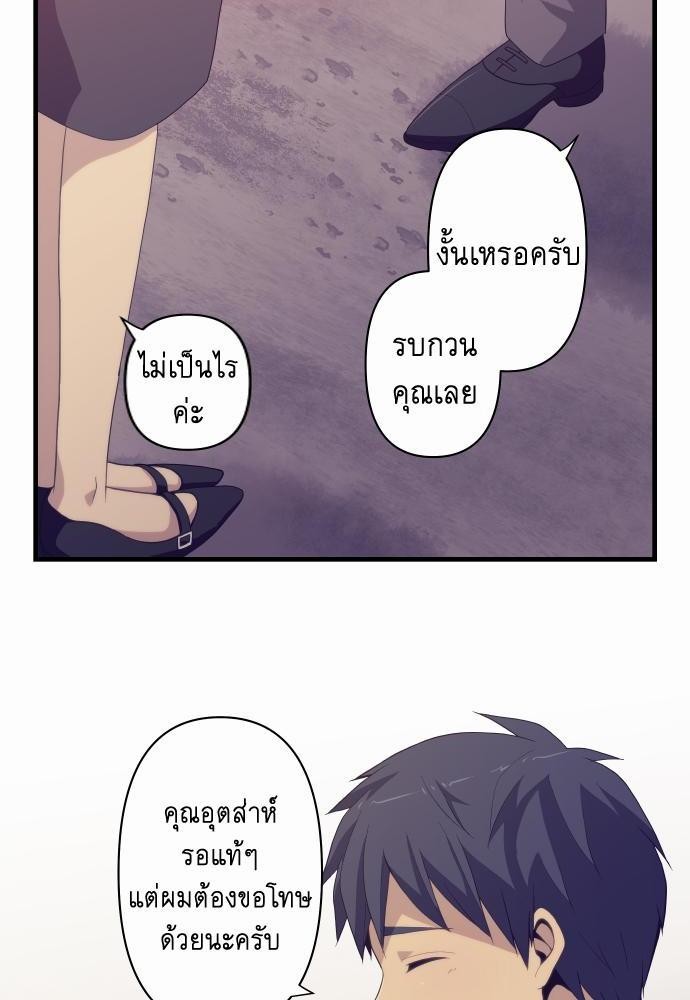 งั้นเหรอครับ
รบกวน
คุณเลย
ไม่เป็นไร
ค่ะ
คุณอุตส่าห์
รอแท้ๆ
แต่ผมต้องขอโทษ
ด้วยนะครับ